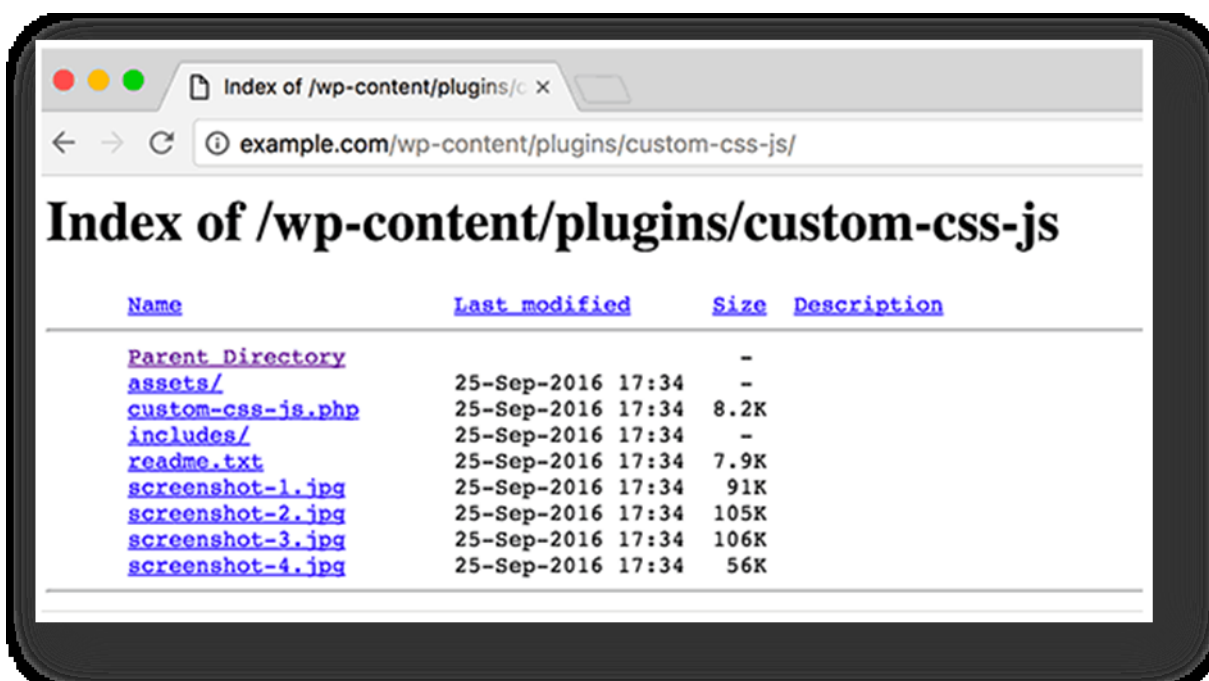 Index of /wp-content/plugins/c
example.com/wp-content/plugins/custom-css-js/
Index of /wp-content/plugins/custom-css-js
Name Last modified Size Description
Parent Directory -
assets/ 25-Sep-2016 17:34 -
custom-css-js.php 25-Sep-2016 17:34 8.2K
includes/ 25-Sep-2016 17:34 -
readme.txt 25-Sep-2016 17:34 7.9K
screenshot-1.jpg 25-Sep-2016 17:34 91K
screenshot-2.jpg 25-Sep-2016 17:34 105K
screenshot-3.jpg 25-Sep-2016 17:34 106K
screenshot-4.jpg 25-Sep-2016 17:34 56K